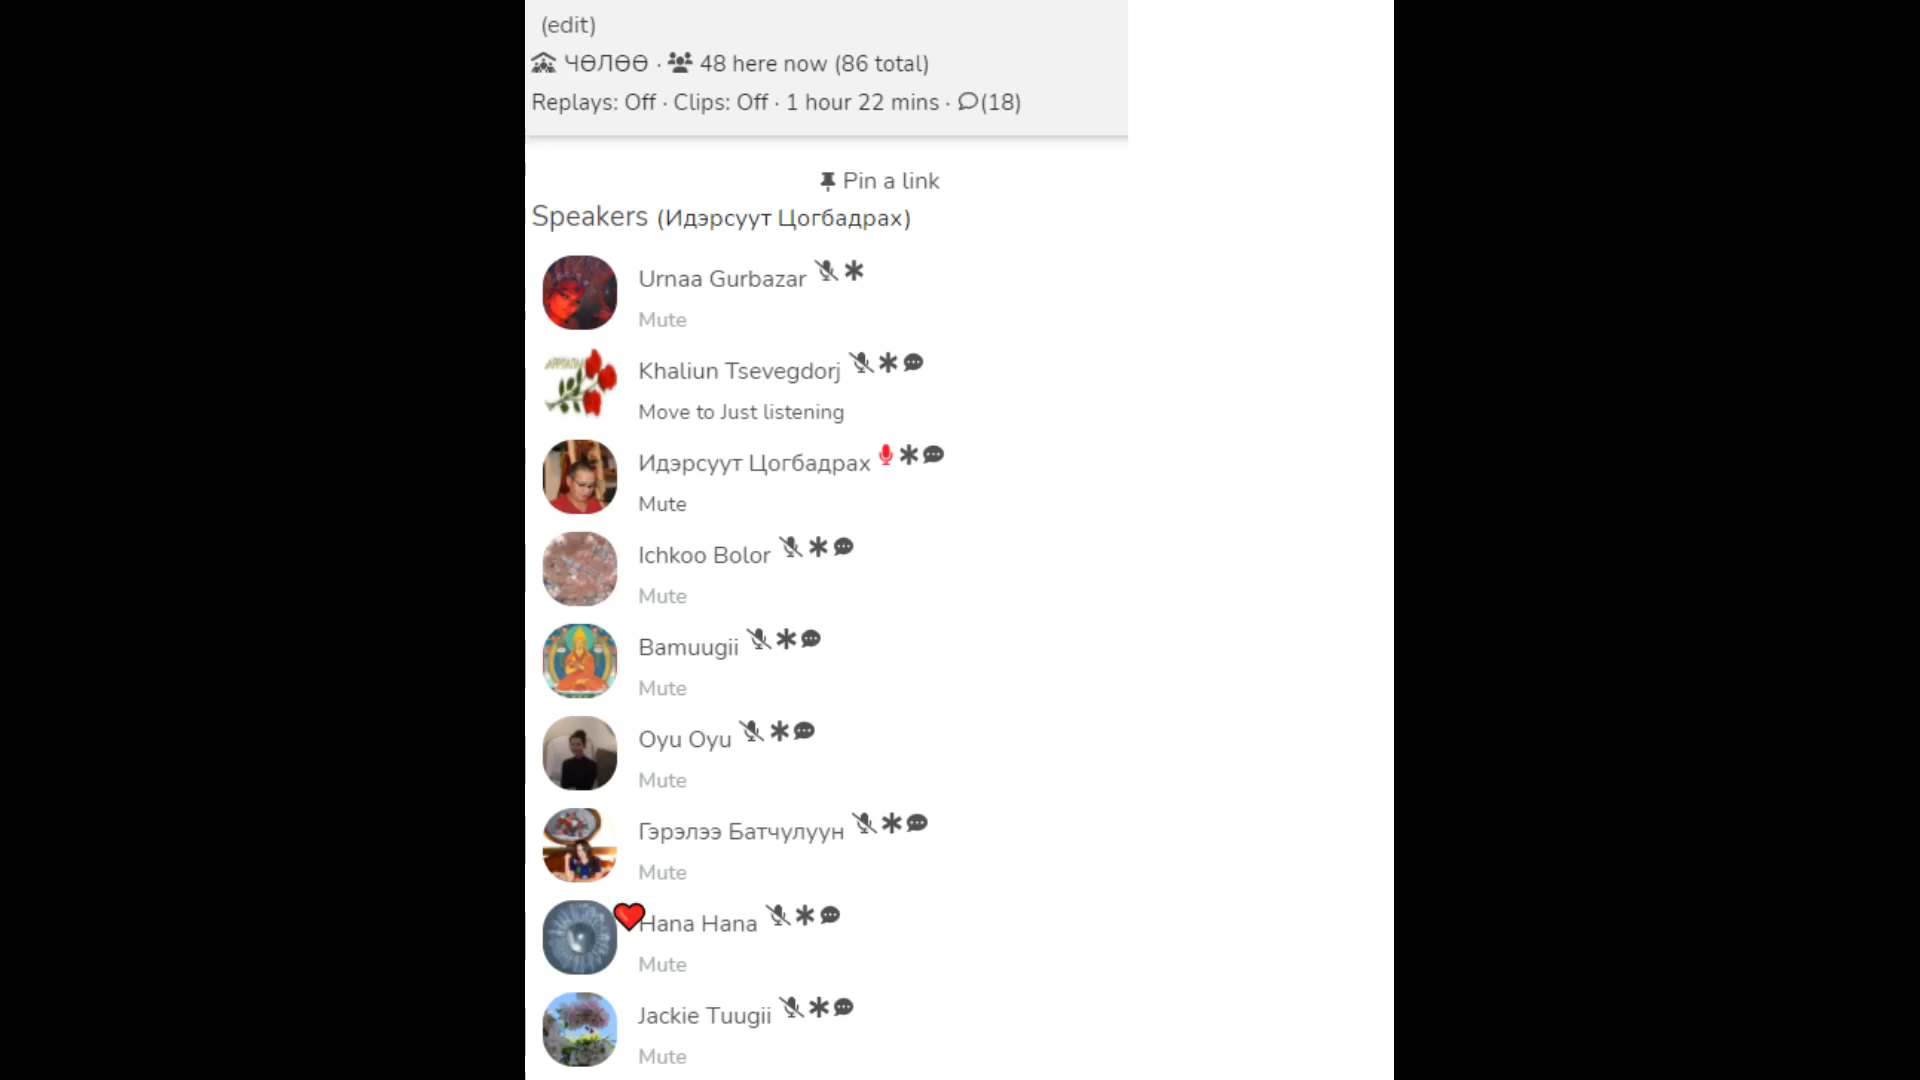 (edit)
ЧӨЛӨӨ · 48 here now (86 total)
Replays: Off · Clips: Off · 1 hour 22 mins · (18)
Pin a link
Speakers (Идэрсуут Цогбадрах)
Urnaa Gurbazar
Mute
Khaliun Tsevegdorj
Move to Just listening
Идэрсуут Цогбадрах
Mute
Ichkoo Bolor
Mute
Bamuugii
Mute
Oyu Oyu
Mute
Гэрэлээ Батчулуун
Mute
Hana Hana
Mute
Jackie Tuugii
Mute